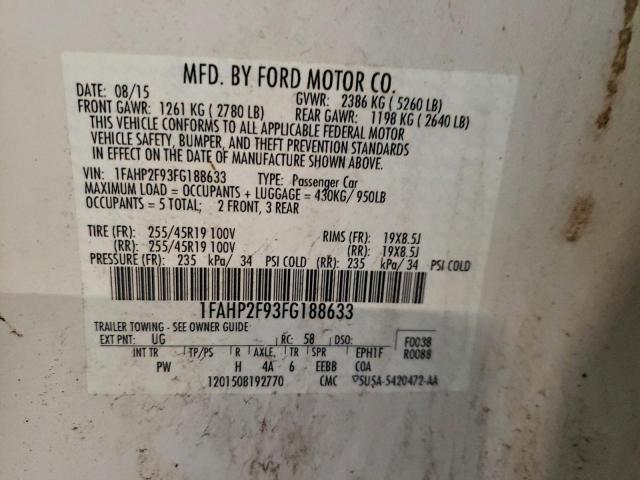 MFD. BY FORD MOTOR CO.
DATE: 08/15 GVWR: 2386 KG ( 5260 LB)
FRONT GAWR: 1261 KG ( 2780 LB) REAR GAWR: 1198 KG ( 2640 LB)
THIS VEHICLE CONFORMS TO ALL APPLICABLE FEDERAL MOTOR
VEHICLE SAFETY, BUMPER, AND THEFT PREVENTION STANDARDS
IN EFFECT ON THE DATE OF MANUFACTURE SHOWN ABOVE.
VIN: 1FAHP2F93FG188633 TYPE: Passenger Car
MAXIMUM LOAD = OCCUPANTS + LUGGAGE = 430KG/ 950LB
OCCUPANTS = 5 TOTAL; 2 FRONT, 3 REAR
TIRE (FR): 255/45R19 100V RIMS (FR): 19X8.5J
(RR): 255/45R19 100V (RR): 19X8.5J
PRESSURE (FR): 235 kPa/ 34 PSI COLD (RR): 235 kPa/ 34 PSI COLD
1FAHP2F93FG188633
TRAILER TOWING - SEE OWNER GUIDE
EXT PNT: UG RC: 58 DSO: F0038
INT TR TP/PS R AXLE TR SPR EPH1F R0088
PW H 4A 6 EEBB COA
1201508192770 CMC ▽5U5A-5420472-AA